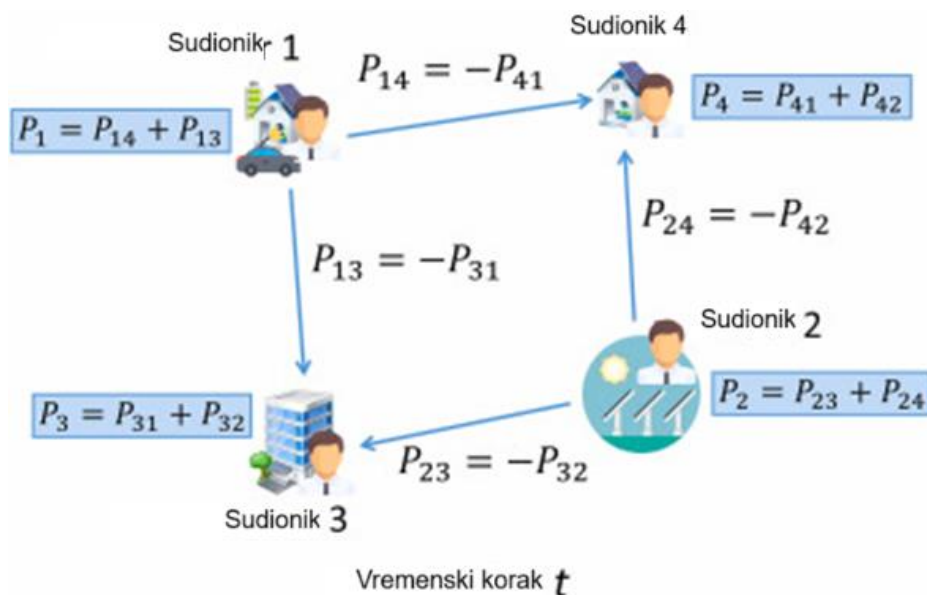 Sudionik 1
Sudionik 4
P₁₄ = −P₄₁
P₁ = P₁₄ + P₁₃
P₄ = P₄₁ + P₄₂
P₂₄ = −P₄₂
P₁₃ = −P₃₁
Sudionik 2
P₃ = P₃₁ + P₃₂
P₂ = P₂₃ + P₂₄
P₂₃ = −P₃₂
Sudionik 3
Vremenski korak t